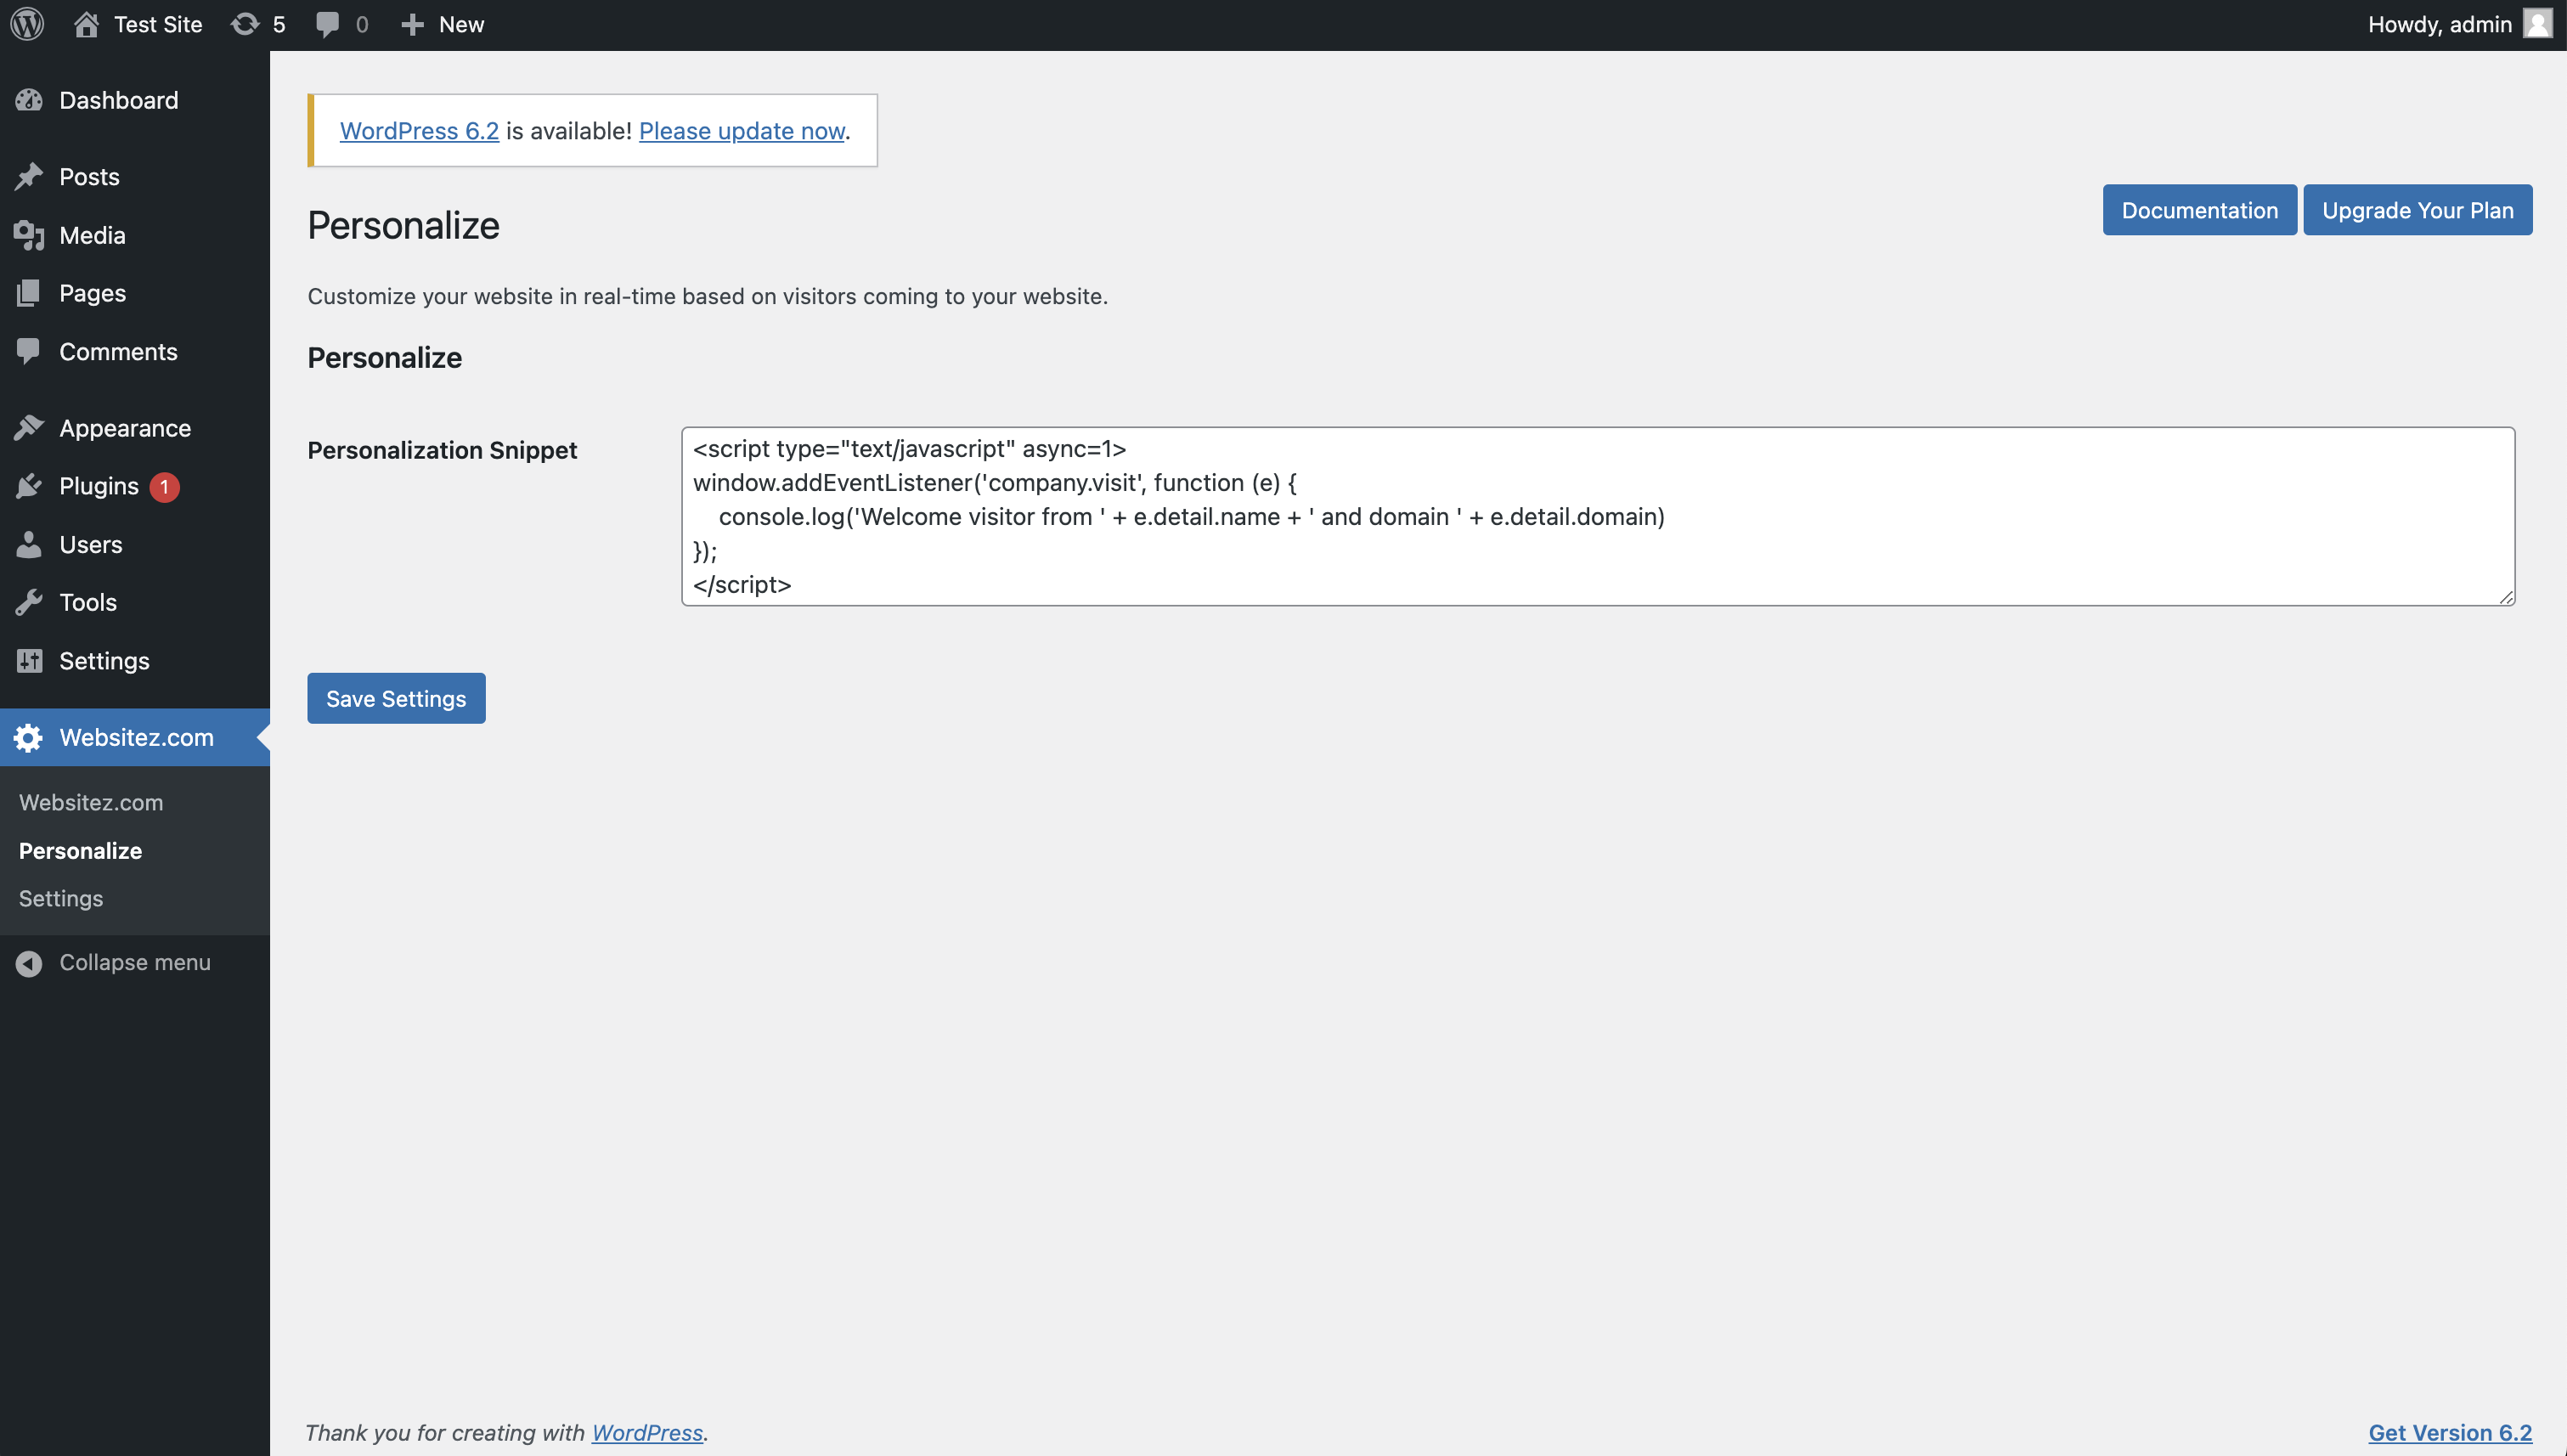 Test Site 5 0 New Howdy, admin
Dashboard
Posts
Media
Pages
Comments
Appearance
Plugins 1
Users
Tools
Settings
Websitez.com
Websitez.com
Personalize
Settings
Collapse menu
WordPress 6.2 is available! Please update now.
Documentation Upgrade Your Plan
Personalize
Customize your website in real-time based on visitors coming to your website.
Personalize
Personalization Snippet
<script type="text/javascript" async=1>
window.addEventListener('company.visit', function (e) {
    console.log('Welcome visitor from ' + e.detail.name + ' and domain ' + e.detail.domain)
});
</script>
Save Settings
Thank you for creating with WordPress. Get Version 6.2